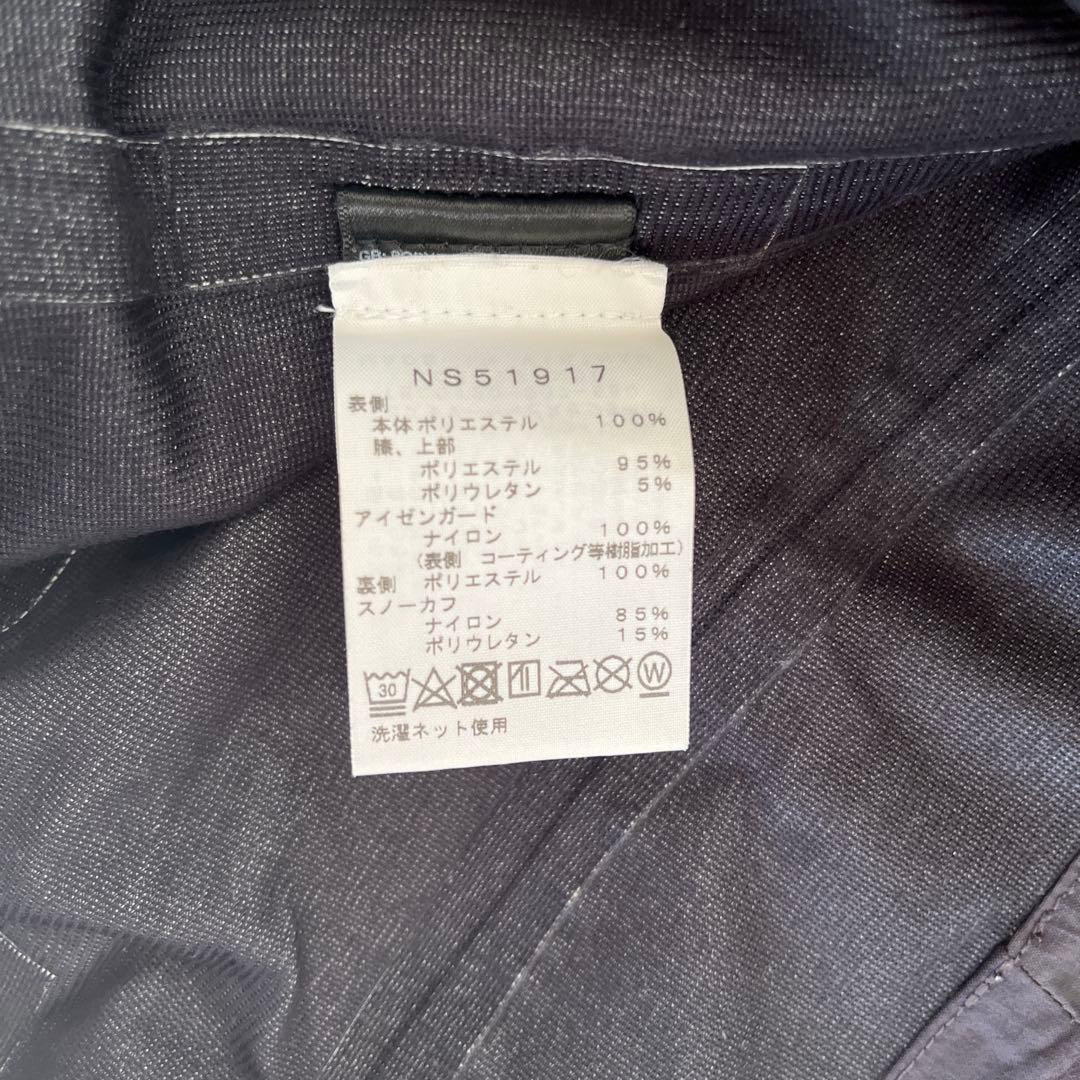 GB: BODY
NS51917
表側
本体 ポリエステル 100%
膝、上部
ポリエステル 95%
ポリウレタン 5%
アイゼンガード
ナイロン 100%
(表側 コーティング等樹脂加工)
裏側 ポリエステル 100%
スノーカフ
ナイロン 85%
ポリウレタン 15%
30 W
洗濯ネット使用